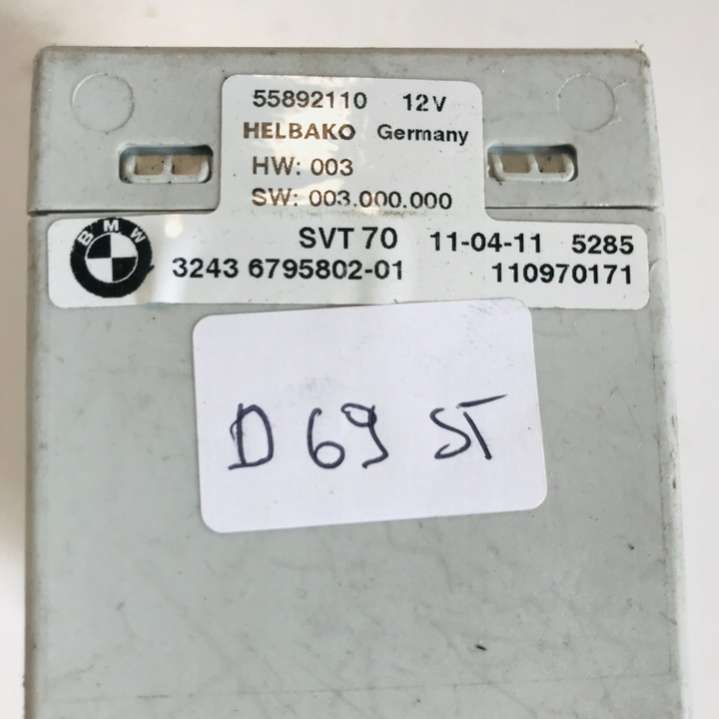 55892110 12V
HELBAKO Germany
HW: 003
SW: 003.000.000
BMW
SVT 70 11-04-11 5285
3243 6795802-01 110970171
D 69 ST